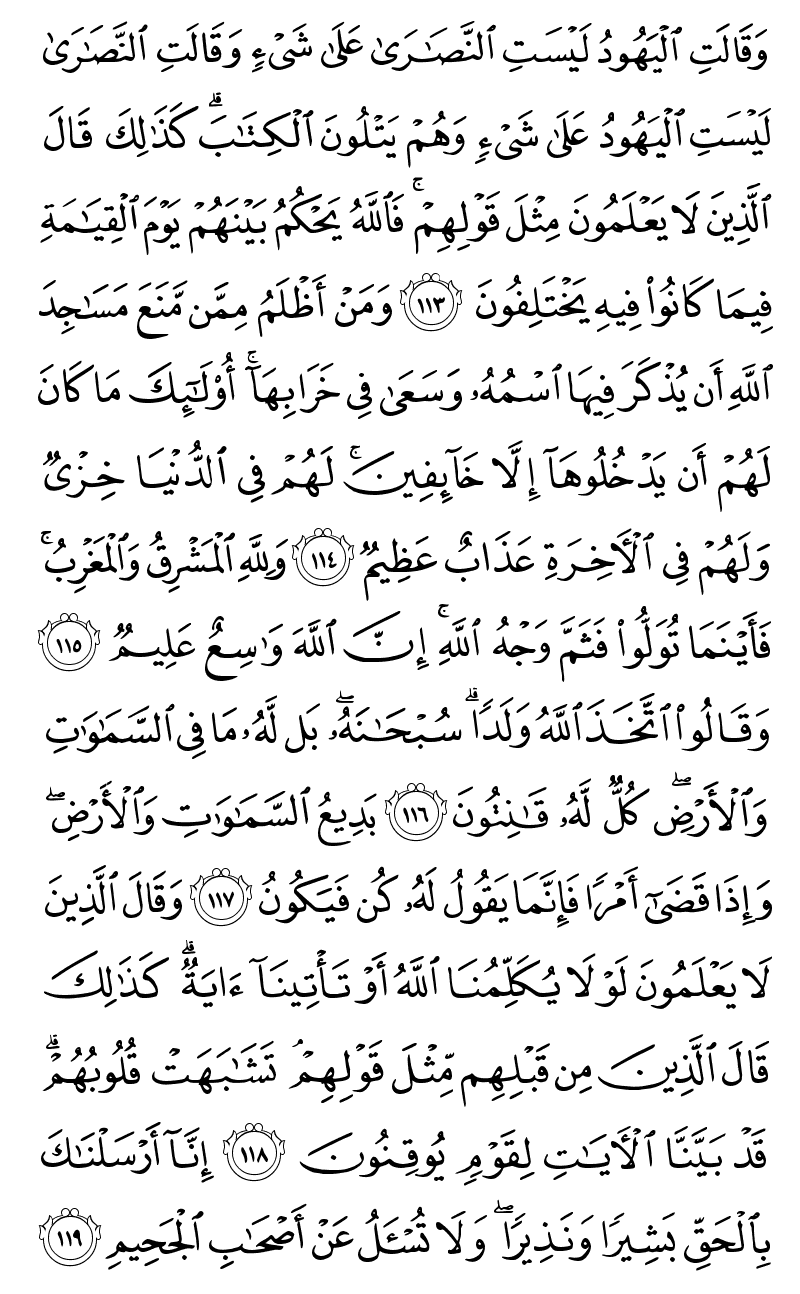 وَقَالَتِ ٱلْيَهُودُ لَيْسَتِ ٱلنَّصَٰرَىٰ عَلَىٰ شَىْءٍ وَقَالَتِ ٱلنَّصَٰرَىٰ
لَيْسَتِ ٱلْيَهُودُ عَلَىٰ شَىْءٍ وَهُمْ يَتْلُونَ ٱلْكِتَٰبَ ۗ كَذَٰلِكَ قَالَ
ٱلَّذِينَ لَا يَعْلَمُونَ مِثْلَ قَوْلِهِمْ ۚ فَٱللَّهُ يَحْكُمُ بَيْنَهُمْ يَوْمَ ٱلْقِيَٰمَةِ
فِيمَا كَانُوا۟ فِيهِ يَخْتَلِفُونَ ١١٣ وَمَنْ أَظْلَمُ مِمَّن مَّنَعَ مَسَٰجِدَ
ٱللَّهِ أَن يُذْكَرَ فِيهَا ٱسْمُهُۥ وَسَعَىٰ فِى خَرَابِهَآ ۚ أُو۟لَٰٓئِكَ مَا كَانَ
لَهُمْ أَن يَدْخُلُوهَآ إِلَّا خَآئِفِينَ ۚ لَهُمْ فِى ٱلدُّنْيَا خِزْىٌ
وَلَهُمْ فِى ٱلْءَاخِرَةِ عَذَابٌ عَظِيمٌ ١١٤ وَلِلَّهِ ٱلْمَشْرِقُ وَٱلْمَغْرِبُ ۚ
فَأَيْنَمَا تُوَلُّوا۟ فَثَمَّ وَجْهُ ٱللَّهِ ۚ إِنَّ ٱللَّهَ وَٰسِعٌ عَلِيمٌ ١١٥
وَقَالُوا۟ ٱتَّخَذَ ٱللَّهُ وَلَدًا ۗ سُبْحَٰنَهُۥ ۖ بَل لَّهُۥ مَا فِى ٱلسَّمَٰوَٰتِ
وَٱلْأَرْضِ ۖ كُلٌّ لَّهُۥ قَٰنِتُونَ ١١٦ بَدِيعُ ٱلسَّمَٰوَٰتِ وَٱلْأَرْضِ ۖ
وَإِذَا قَضَىٰٓ أَمْرًا فَإِنَّمَا يَقُولُ لَهُۥ كُن فَيَكُونُ ١١٧ وَقَالَ ٱلَّذِينَ
لَا يَعْلَمُونَ لَوْلَا يُكَلِّمُنَا ٱللَّهُ أَوْ تَأْتِينَآ ءَايَةٌ ۗ كَذَٰلِكَ
قَالَ ٱلَّذِينَ مِن قَبْلِهِم مِّثْلَ قَوْلِهِمْ ۘ تَشَٰبَهَتْ قُلُوبُهُمْ ۗ
قَدْ بَيَّنَّا ٱلْءَايَٰتِ لِقَوْمٍ يُوقِنُونَ ١١٨ إِنَّآ أَرْسَلْنَٰكَ
بِٱلْحَقِّ بَشِيرًا وَنَذِيرًا ۖ وَلَا تُسْـَٔلُ عَنْ أَصْحَٰبِ ٱلْجَحِيمِ ١١٩